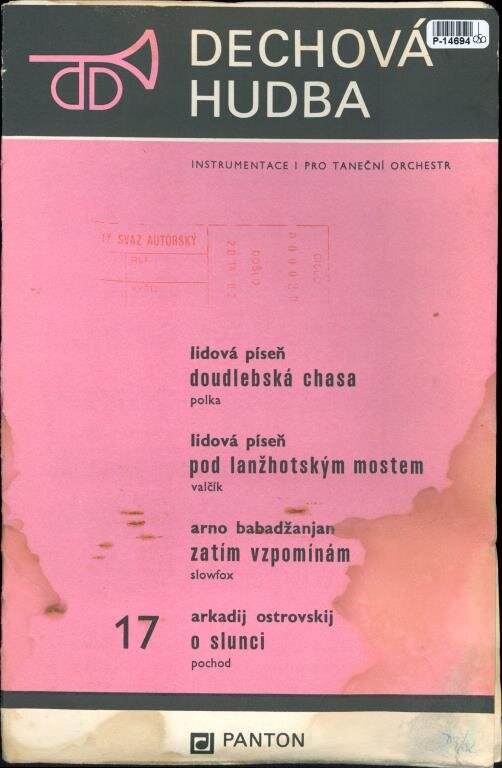 DECHOVÁ
HUDBA
P-14694
INSTRUMENTACE I PRO TANEČNÍ ORCHESTR
SVAZ AUTORSKÝ
DOŠLO
lidová píseň
doudlebská chasa
polka
lidová píseň
pod lanžhotským mostem
valčík
arno babadžanjan
zatím vzpomínám
slowfox
17
arkadij ostrovskij
o slunci
pochod
PANTON